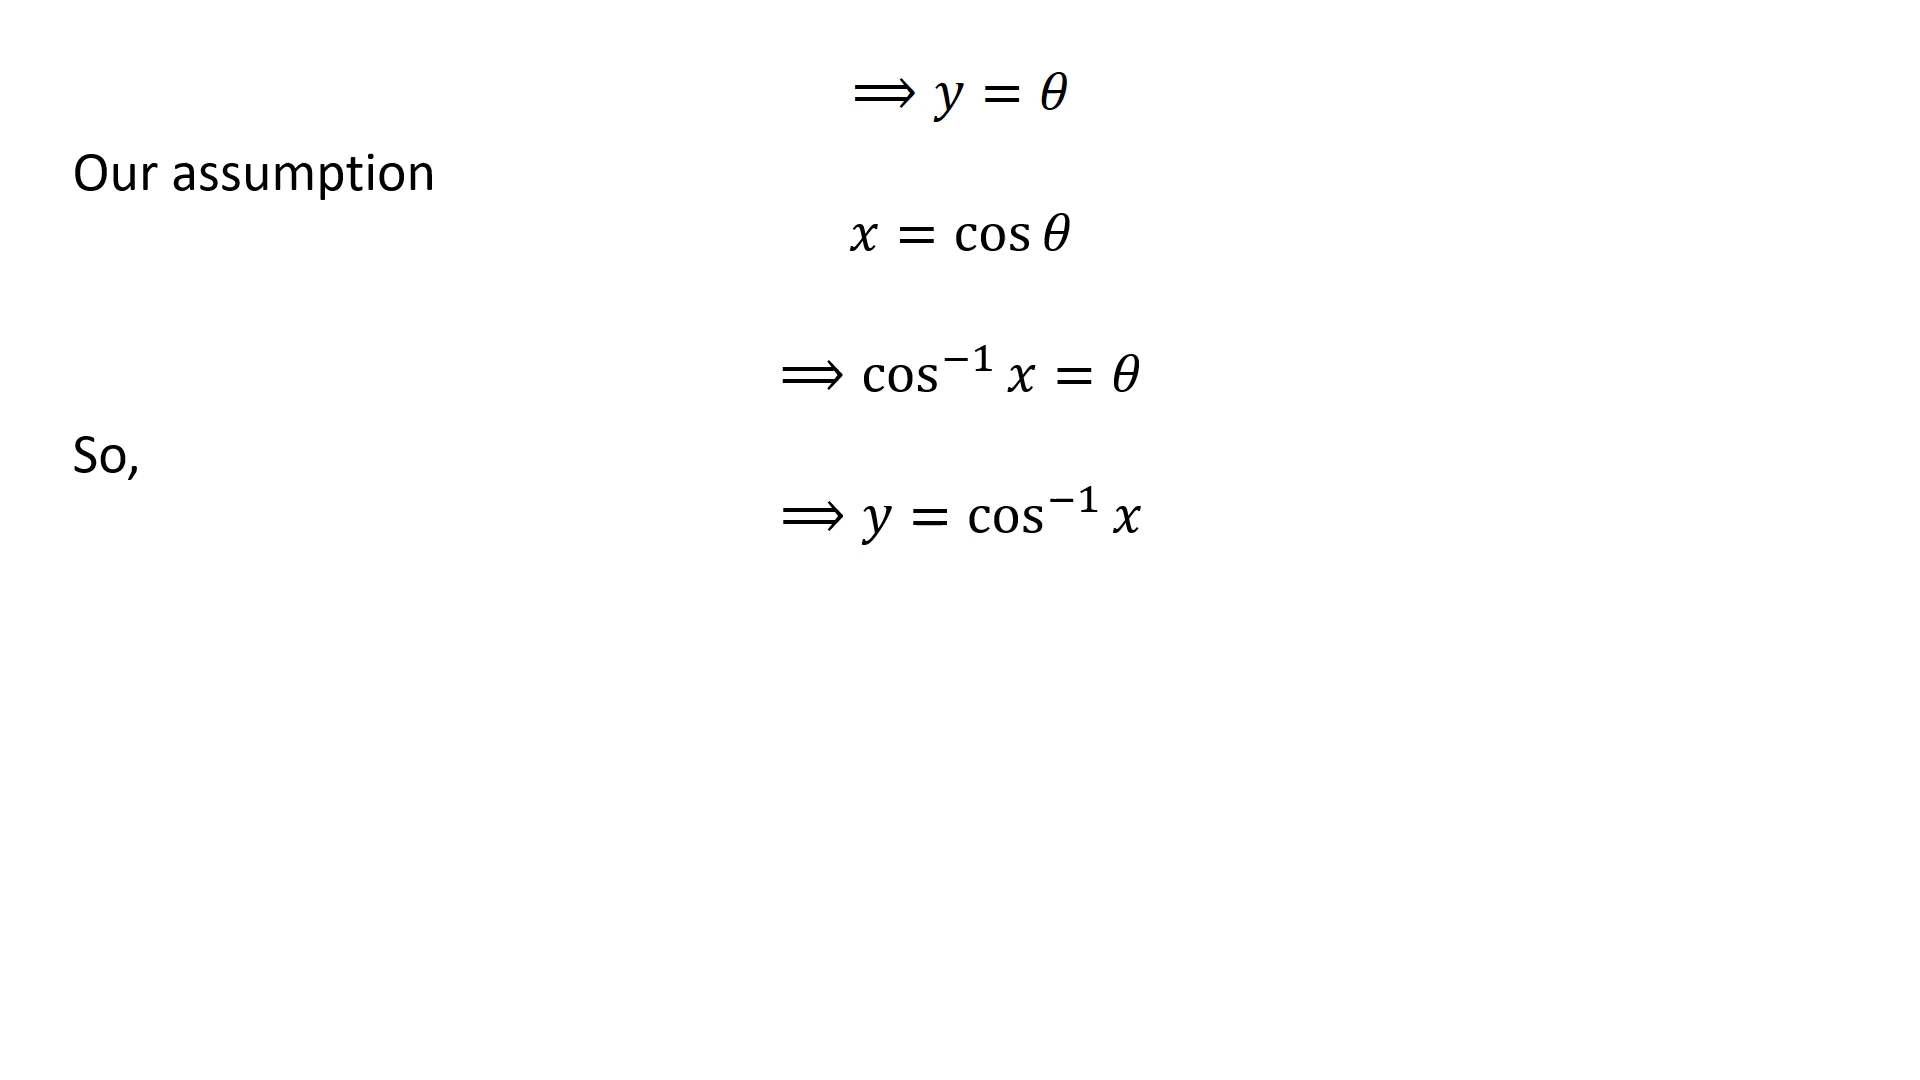 ⟹ y = θ
Our assumption
x = cos θ
⟹ cos⁻¹ x = θ
So,
⟹ y = cos⁻¹ x